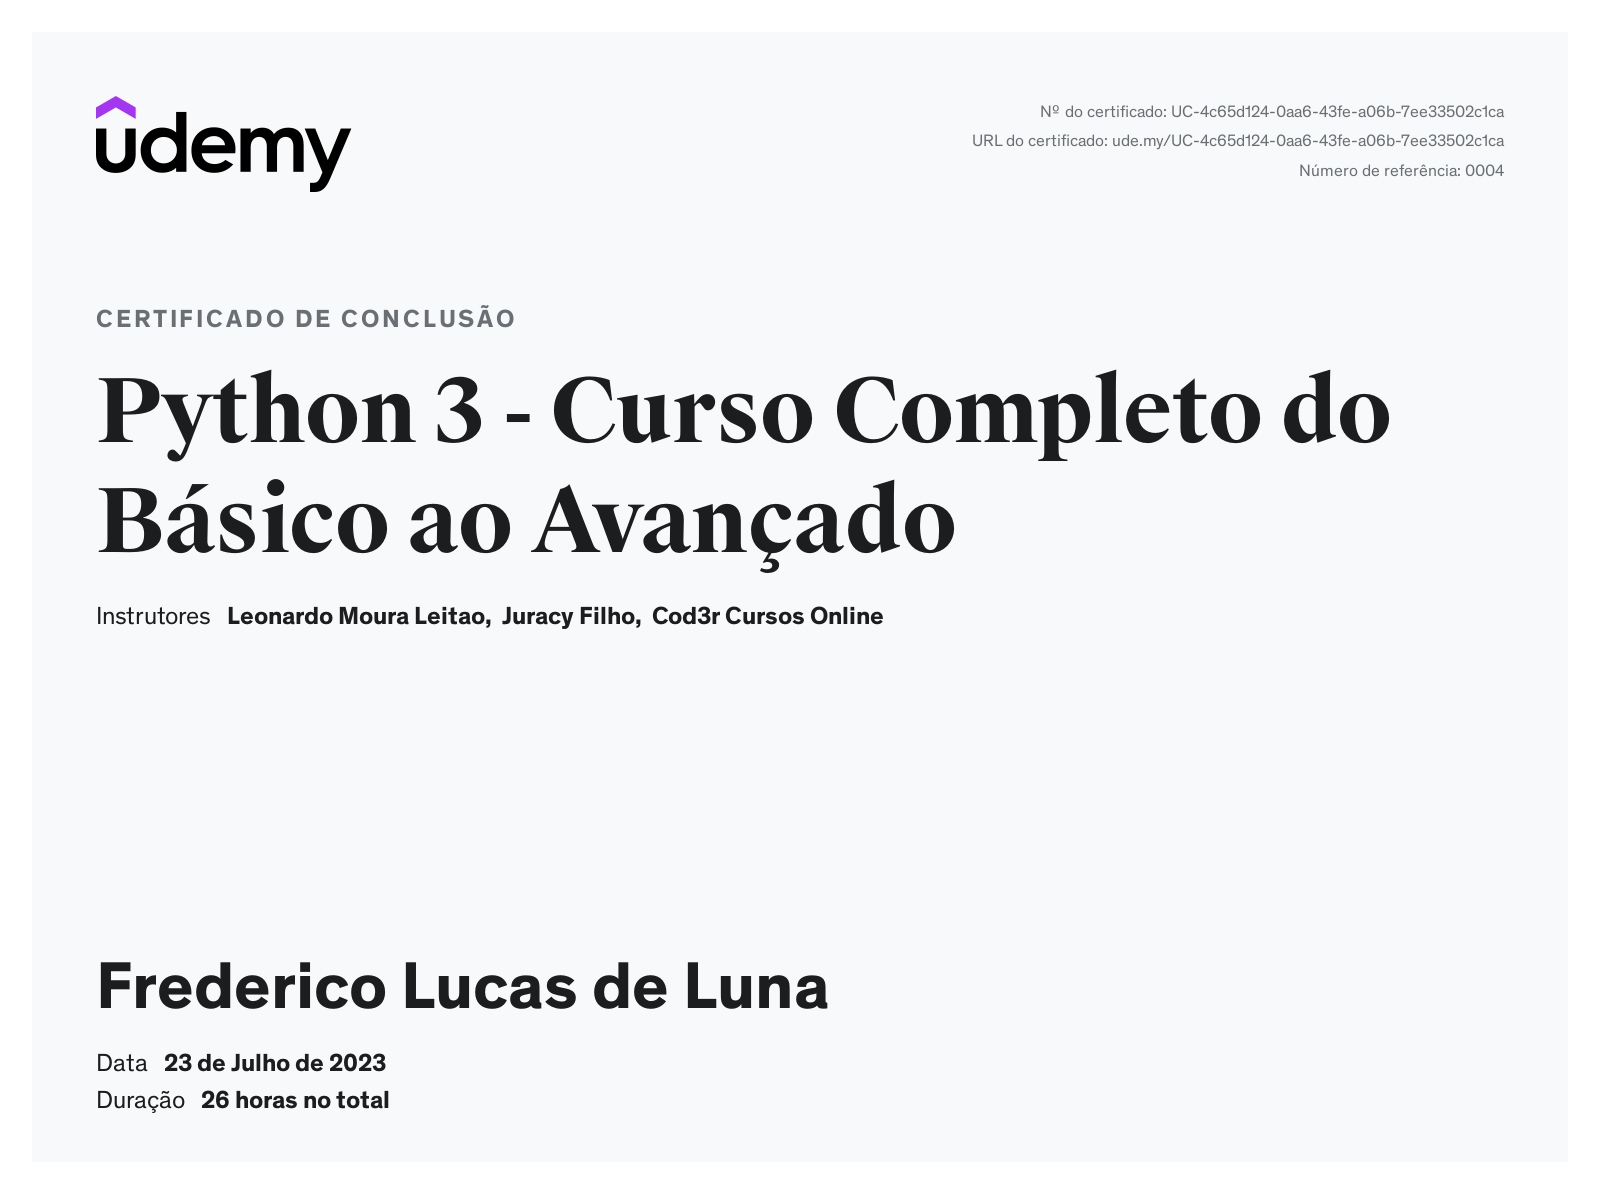 udemy
Nº do certificado: UC-4c65d124-0aa6-43fe-a06b-7ee33502c1ca
URL do certificado: ude.my/UC-4c65d124-0aa6-43fe-a06b-7ee33502c1ca
Número de referência: 0004
CERTIFICADO DE CONCLUSÃO
Python 3 - Curso Completo do
Básico ao Avançado
Instrutores Leonardo Moura Leitao, Juracy Filho, Cod3r Cursos Online
Frederico Lucas de Luna
Data 23 de Julho de 2023
Duração 26 horas no total